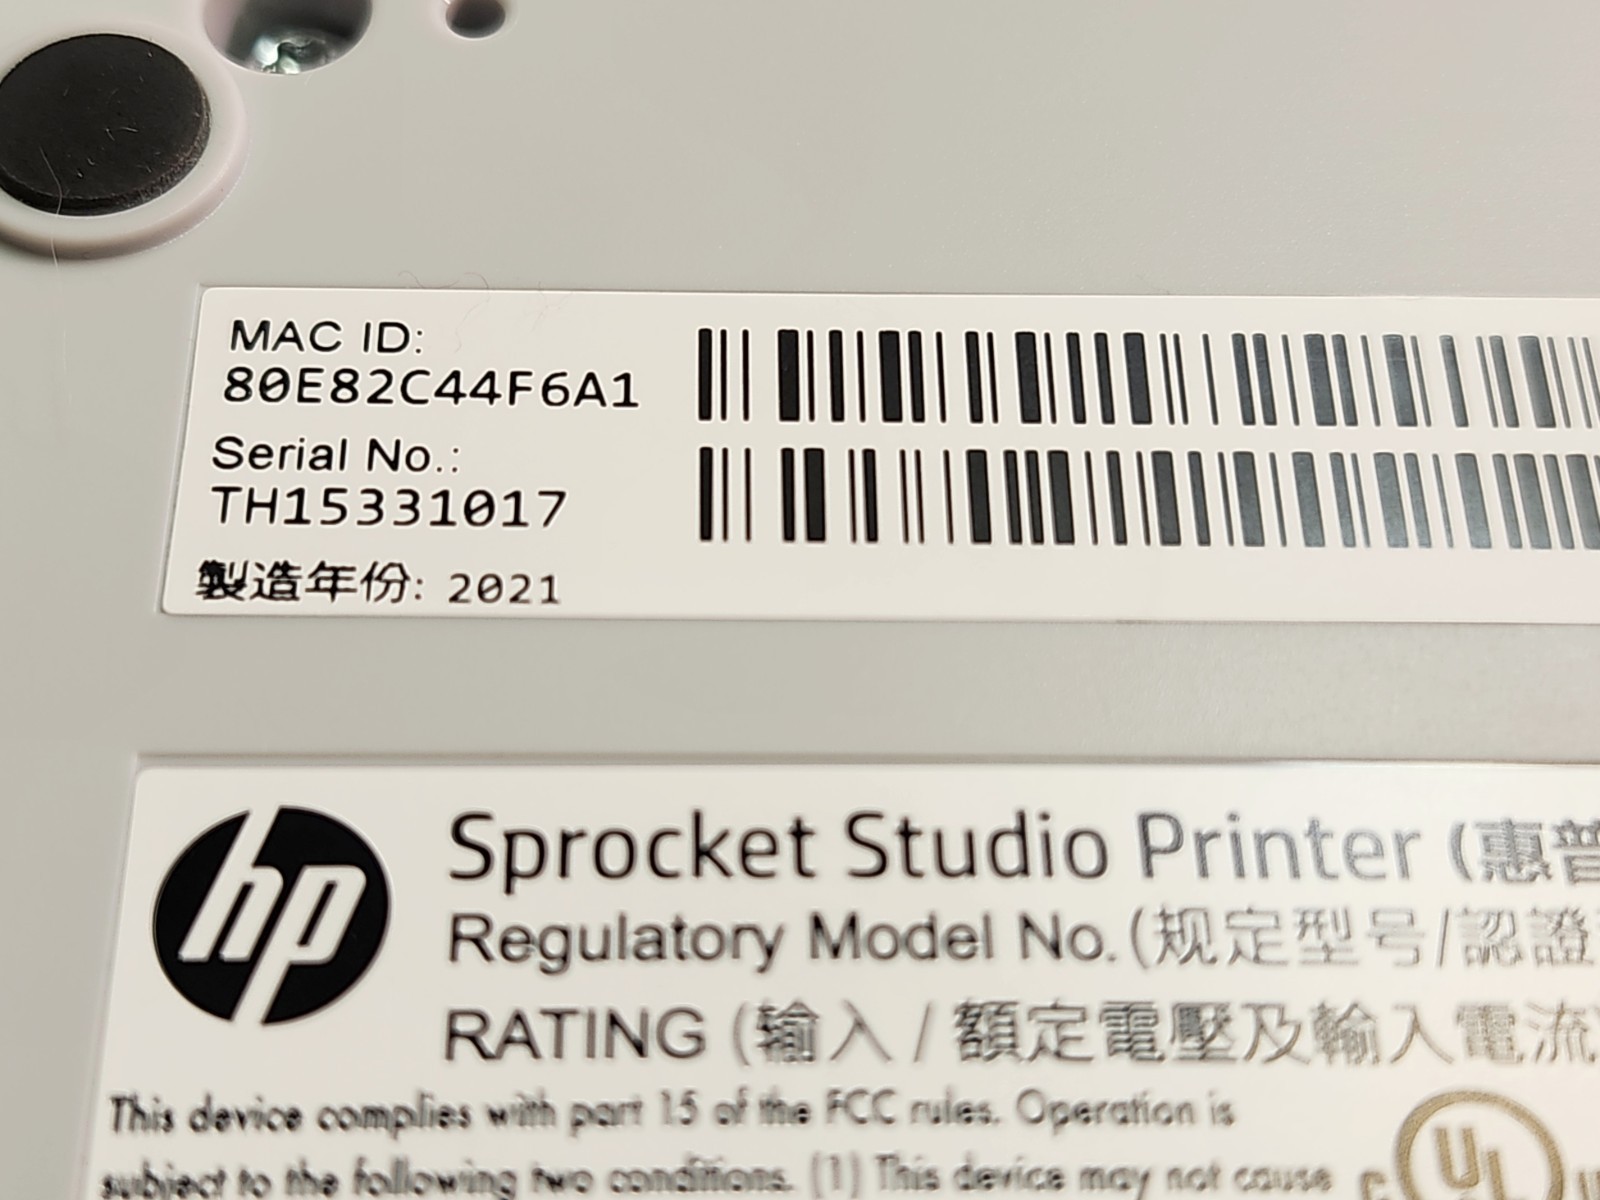 MAC ID:
80E82C44F6A1
Serial No.:
TH15331017
製造年份: 2021
hp
Sprocket Studio Printer (惠普
Regulatory Model No.(规定型号/認證
RATING (输入 / 額定電壓及輸入電流)
This device complies with part 15 of the FCC rules. Operation is
subject to the following two conditions. (1) This device may not cause
c UL